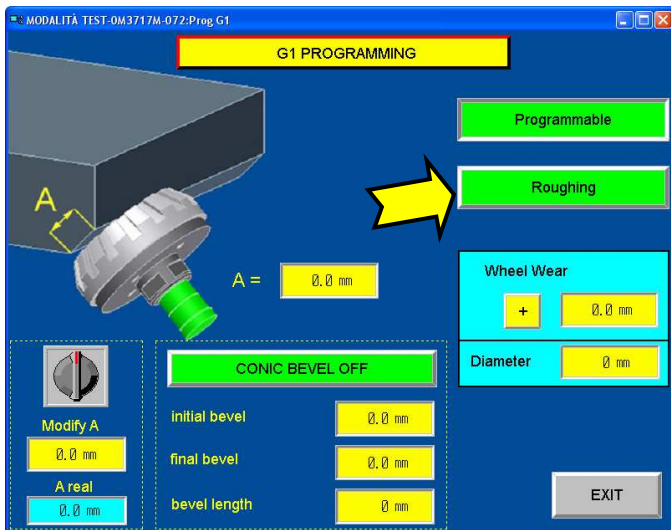 MODALITÀ TEST-0M3717M-072:Prog G1
G1 PROGRAMMING
Programmable
Roughing
A
A =
0.0 mm
Wheel Wear
+
0.0 mm
Diameter
0 mm
Modify A
0.0 mm
A real
0.0 mm
CONIC BEVEL OFF
initial bevel
0.0 mm
final bevel
0.0 mm
bevel length
0 mm
EXIT